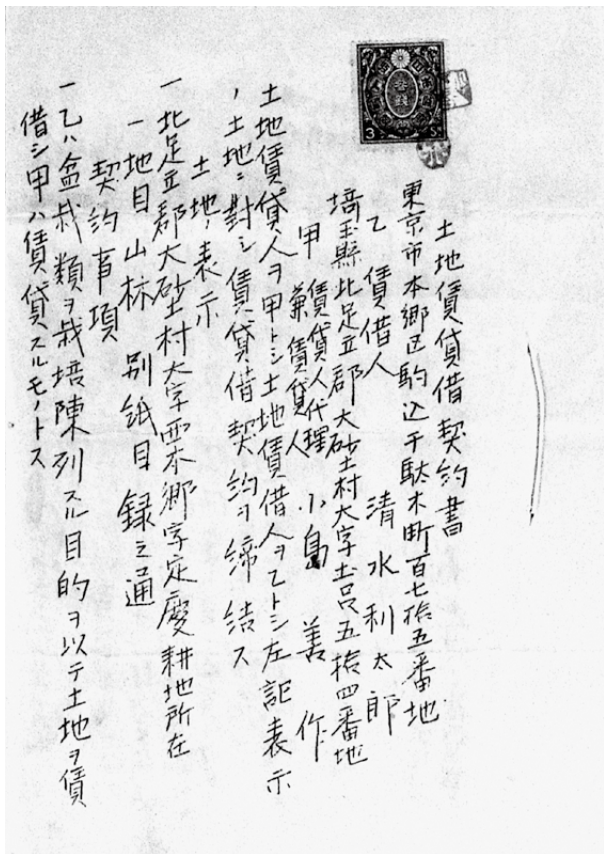 土地賃貸借契約書
東京市本郷区駒込千駄木町百七拾五番地
乙 賃借人 清水利太郎
埼玉縣北足立郡大砂土村大字土呂五拾四番地
甲 賃貸人代理
兼賃貸人 小島善作
土地賃貸人ヲ甲トシ土地賃借人ヲ乙トシ左記表示
ノ土地ニ對シ賃貸借契約ヲ締結ス
土地ノ表示
一北足立郡大砂土村大字西本郷字定慶耕地所在
一地目山林 別紙目録之通
契約事項
一乙ハ盆栽類ヲ栽培陳列スル目的ヲ以テ土地ヲ賃
借シ甲ハ賃貸スルモノトス
3 Sn